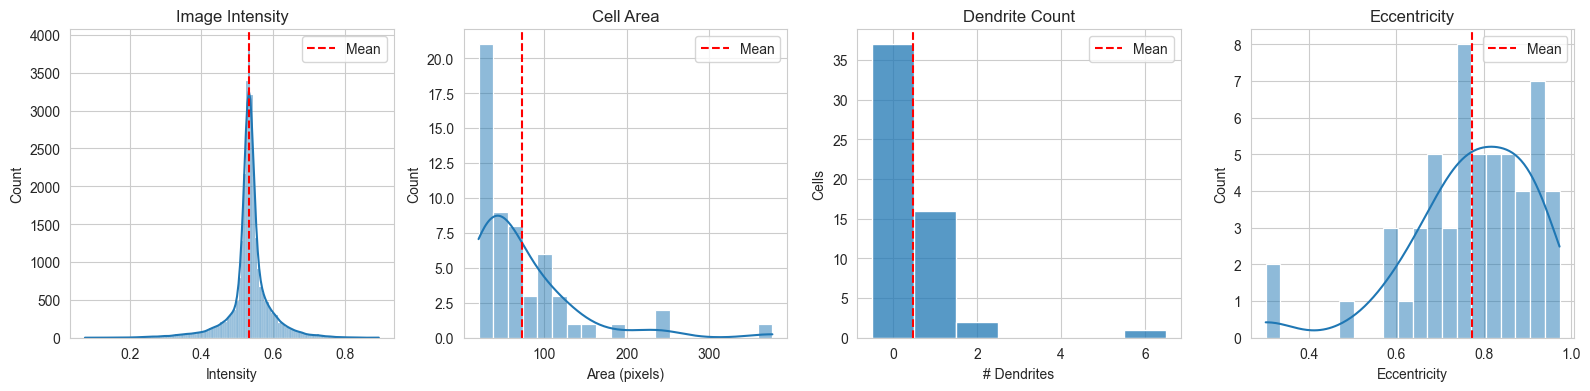 Image Intensity
Mean
4000
3500
3000
2500
2000
1500
1000
500
0
Count
0.2 0.4 0.6 0.8
Intensity
Cell Area
Mean
20.0
17.5
15.0
12.5
10.0
7.5
5.0
2.5
0.0
Count
100 200 300
Area (pixels)
Dendrite Count
Mean
35
30
25
20
15
10
5
0
Cells
0 2 4 6
# Dendrites
Eccentricity
Mean
8
7
6
5
4
3
2
1
0
Count
0.4 0.6 0.8 1.0
Eccentricity